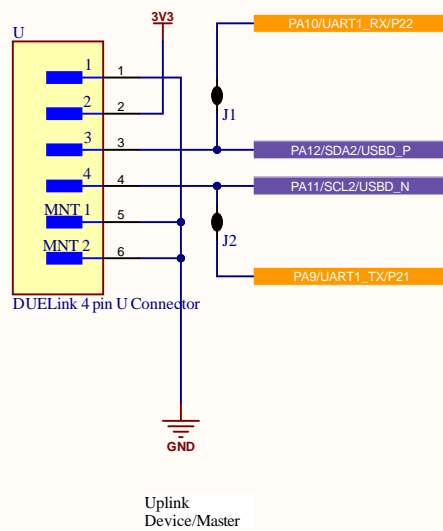 3V3
PA10/UART1_RX/P22
U
1
1
2
2
J1
3
3
PA12/SDA2/USBD_P
4
4
PA11/SCL2/USBD_N
MNT 1
5
J2
MNT 2
6
PA9/UART1_TX/P21
DUELink 4 pin U Connector
GND
Uplink
Device/Master